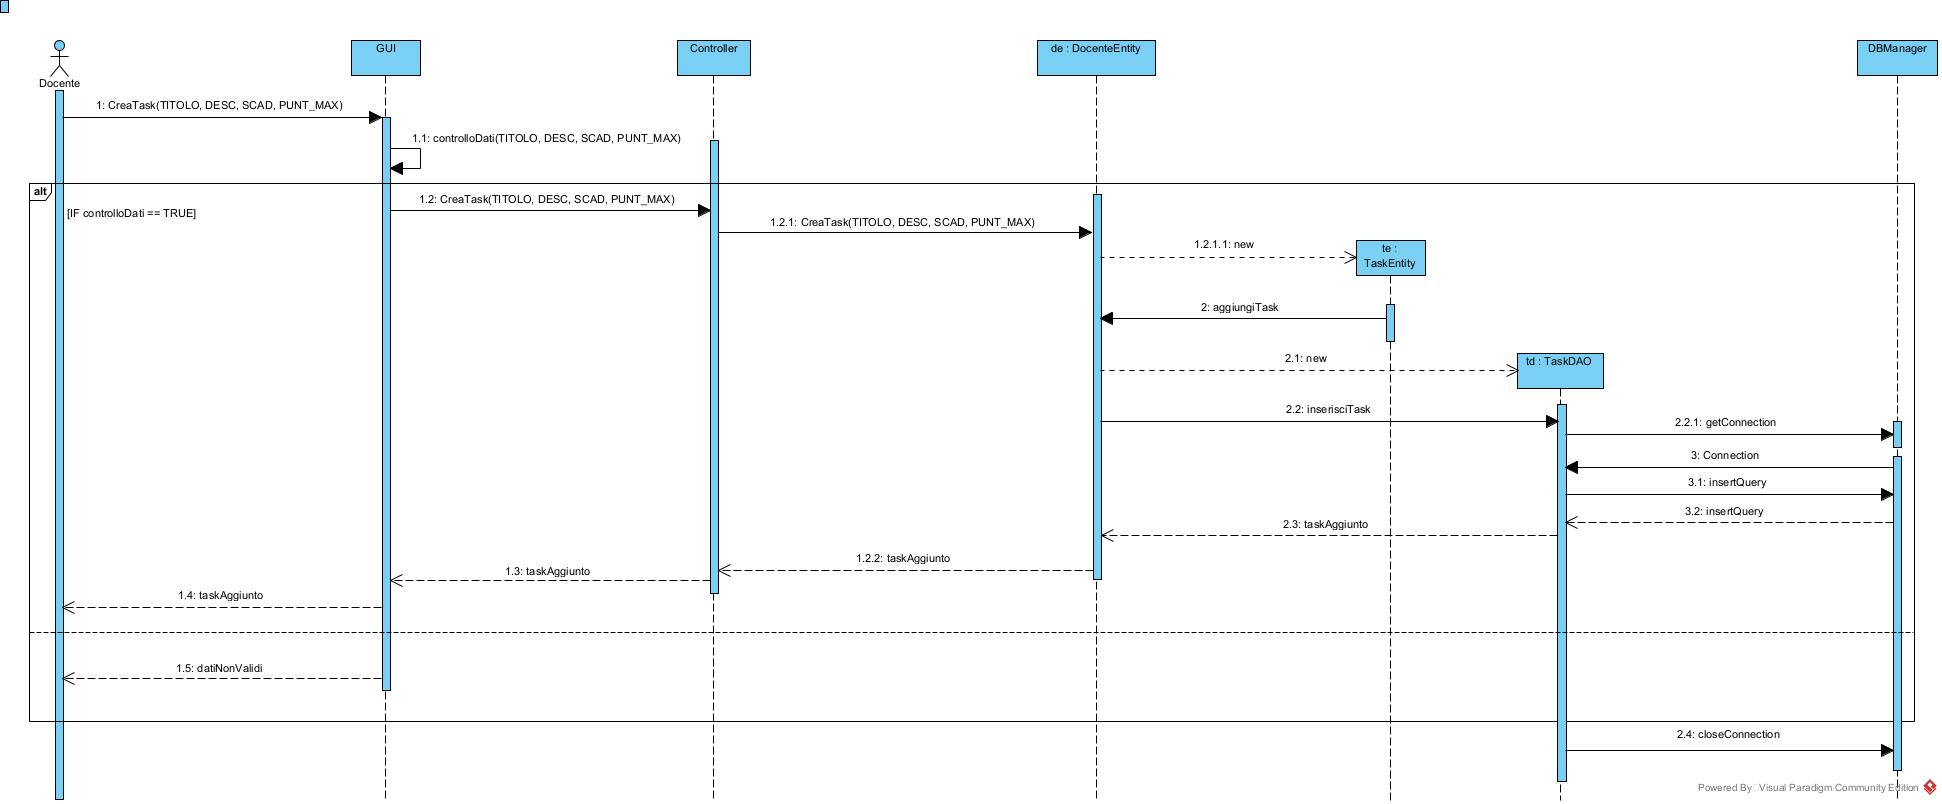 GUI
Controller
de : DocenteEntity
DBManager
Docente
1: CreaTask(TITOLO, DESC, SCAD, PUNT_MAX)
1.1: controlloDati(TITOLO, DESC, SCAD, PUNT_MAX)
alt
[IF controlloDati == TRUE]
1.2: CreaTask(TITOLO, DESC, SCAD, PUNT_MAX)
1.2.1: CreaTask(TITOLO, DESC, SCAD, PUNT_MAX)
1.2.1.1: new
te :
TaskEntity
2: aggiungiTask
2.1: new
td : TaskDAO
2.2: inserisciTask
2.2.1: getConnection
3: Connection
3.1: insertQuery
3.2: insertQuery
2.3: taskAggiunto
1.2.2: taskAggiunto
1.3: taskAggiunto
1.4: taskAggiunto
1.5: datiNonValidi
2.4: closeConnection
Powered By Visual Paradigm Community Edition